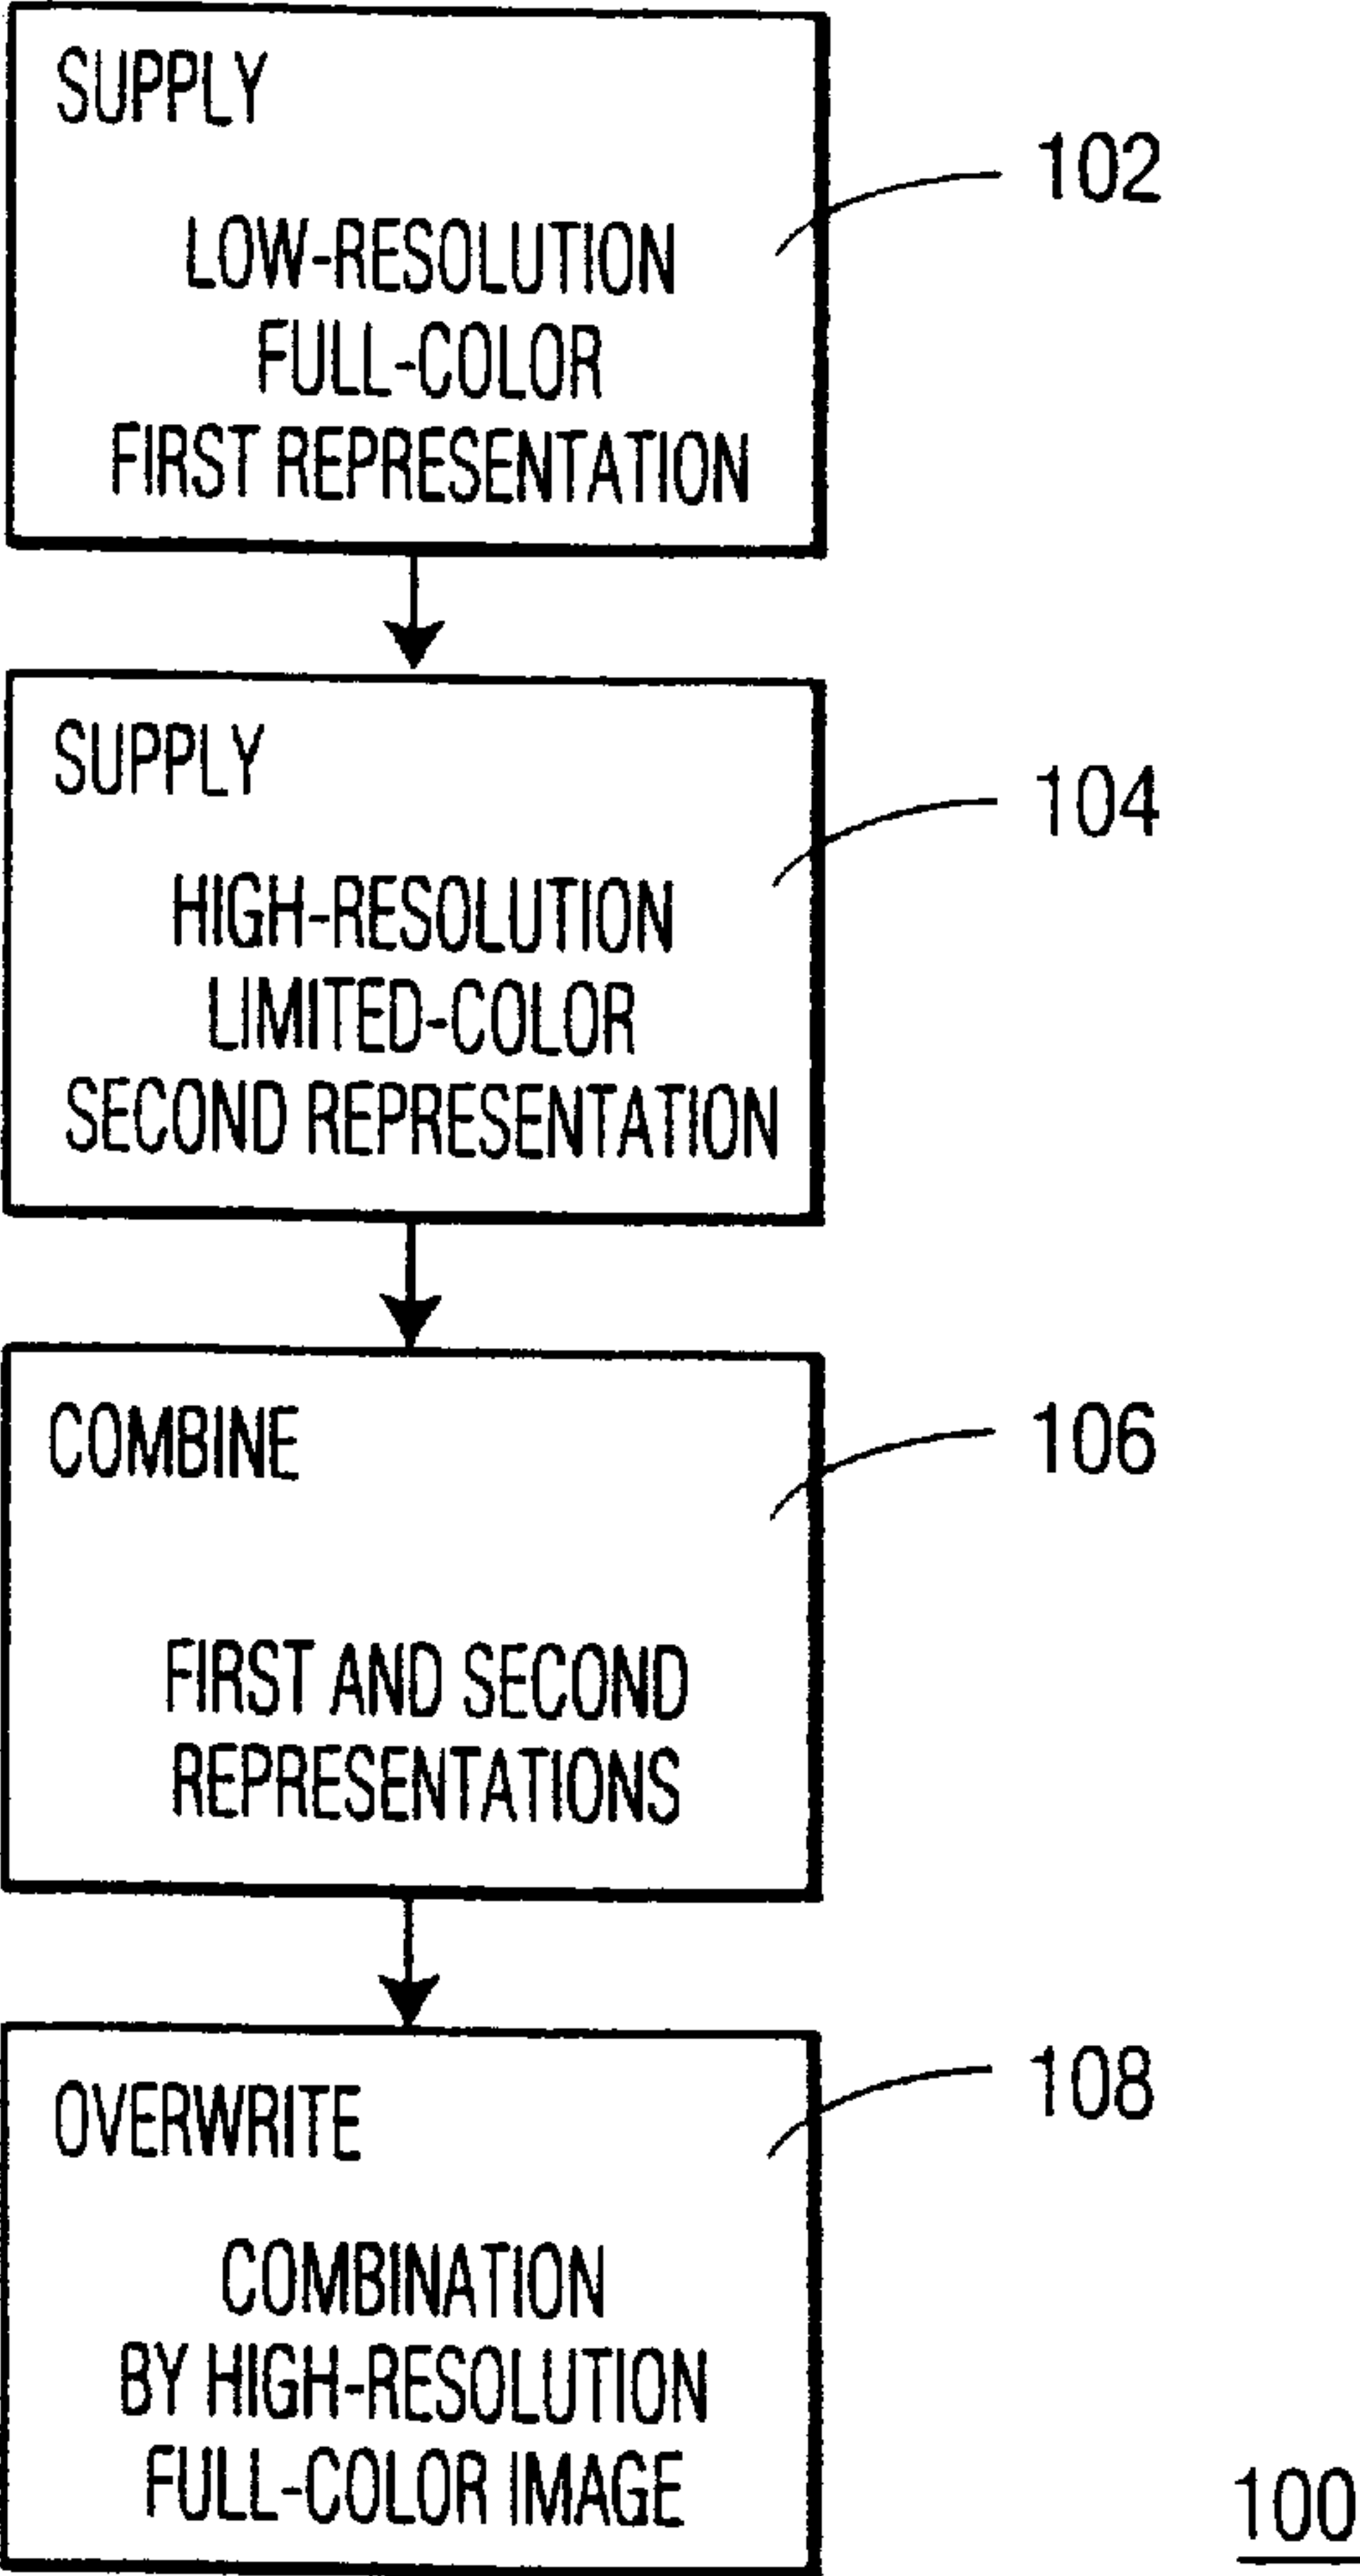 SUPPLY
102
LOW-RESOLUTION
FULL-COLOR
FIRST REPRESENTATION
SUPPLY
104
HIGH-RESOLUTION
LIMITED-COLOR
SECOND REPRESENTATION
COMBINE
106
FIRST AND SECOND
REPRESENTATIONS
OVERWRITE
108
COMBINATION
BY HIGH-RESOLUTION
FULL-COLOR IMAGE
100